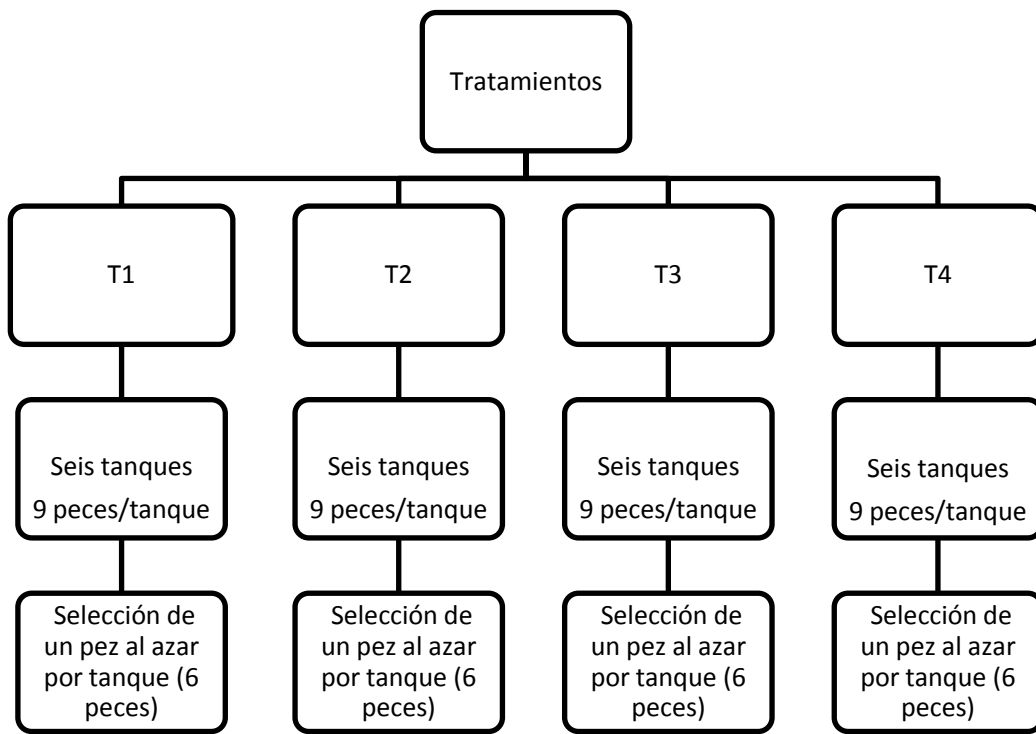 Tratamientos
T1
T2
T3
T4
Seis tanques
9 peces/tanque
Seis tanques
9 peces/tanque
Seis tanques
9 peces/tanque
Seis tanques
9 peces/tanque
Selección de
un pez al azar
por tanque (6
peces)
Selección de
un pez al azar
por tanque (6
peces)
Selección de
un pez al azar
por tanque (6
peces)
Selección de
un pez al azar
por tanque (6
peces)